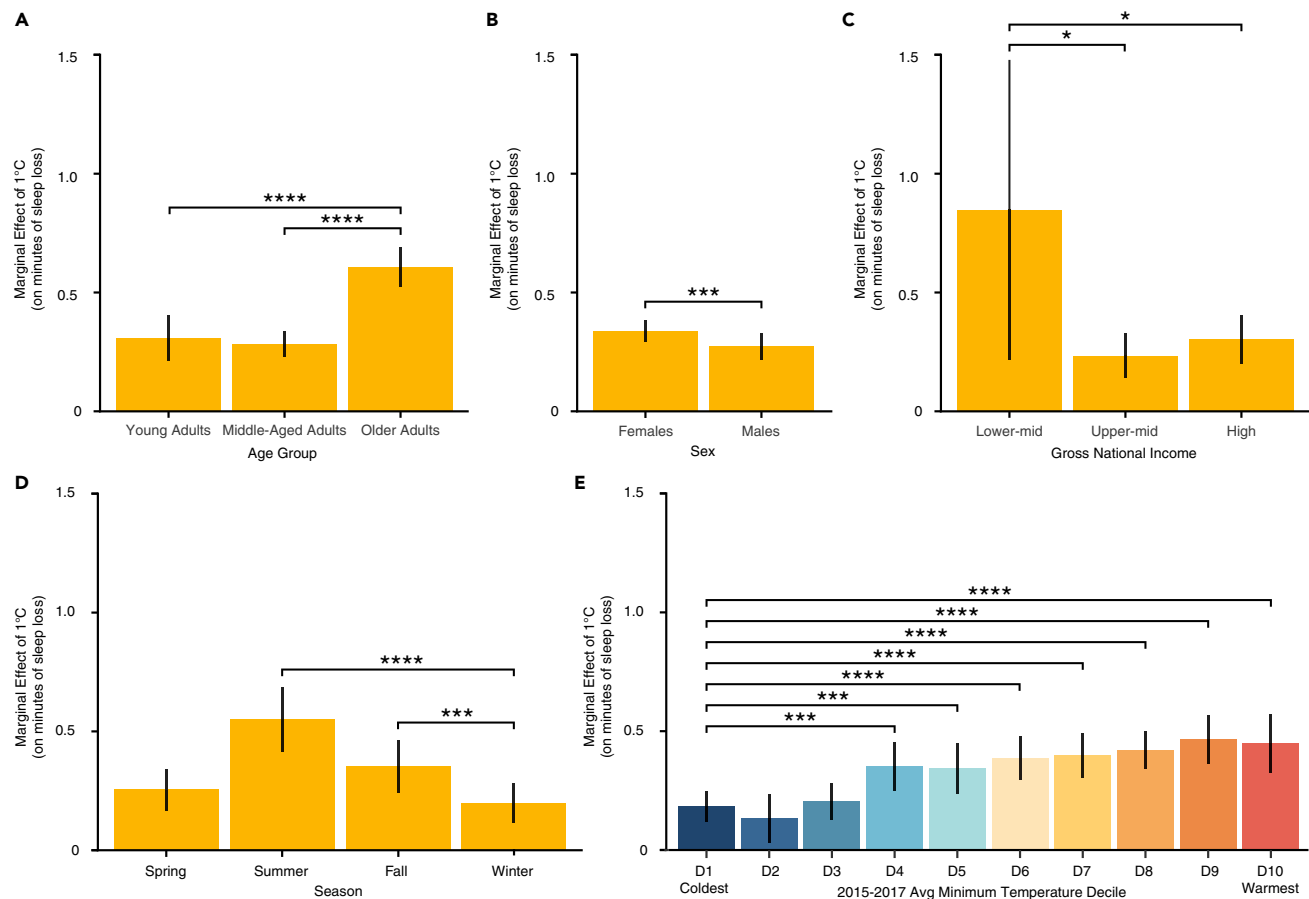 A
Marginal Effect of 1°C
(on minutes of sleep loss)
1.5
1.0
0.5
0
****
****
Young Adults Middle-Aged Adults Older Adults
Age Group
B
Marginal Effect of 1°C
(on minutes of sleep loss)
1.5
1.0
0.5
0
***
Females Males
Sex
C
Marginal Effect of 1°C
(on minutes of sleep loss)
1.5
1.0
0.5
0
*
*
Lower-mid Upper-mid High
Gross National Income
D
Marginal Effect of 1°C
(on minutes of sleep loss)
1.5
1.0
0.5
0
****
***
Spring Summer Fall Winter
Season
E
Marginal Effect of 1°C
(on minutes of sleep loss)
1.5
1.0
0.5
0
****
****
****
****
****
***
***
D1 D2 D3 D4 D5 D6 D7 D8 D9 D10
Coldest 2015-2017 Avg Minimum Temperature Decile Warmest